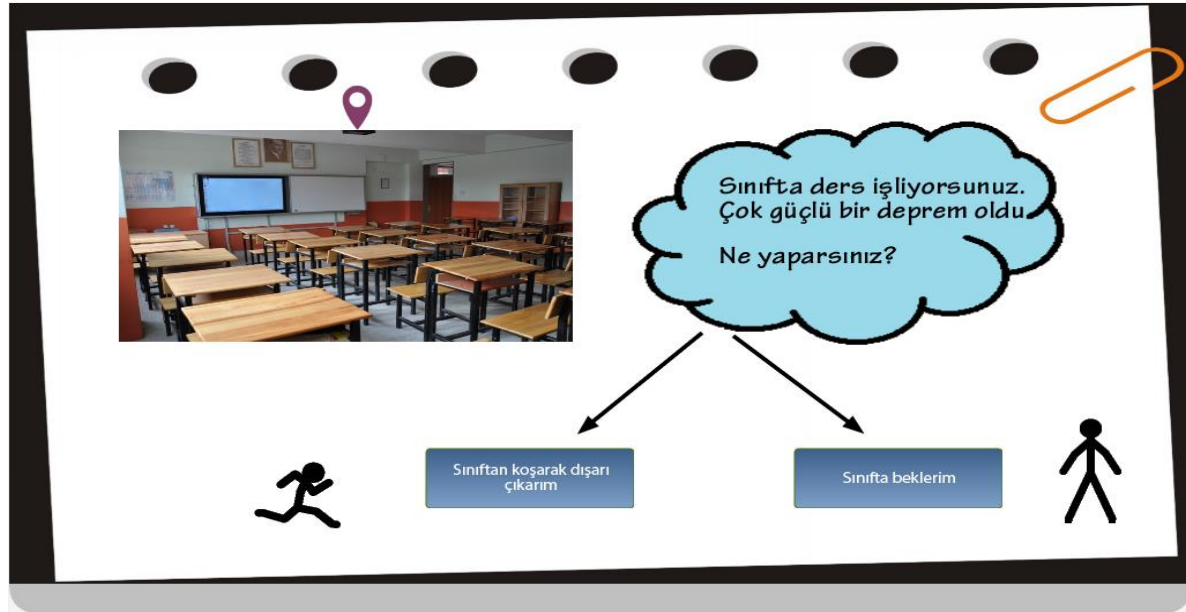 Sınıfta ders işliyorsunuz.
Çok güçlü bir deprem oldu.
Ne yaparsınız?
Sınıftan koşarak dışarı
çıkarım
Sınıfta beklerim